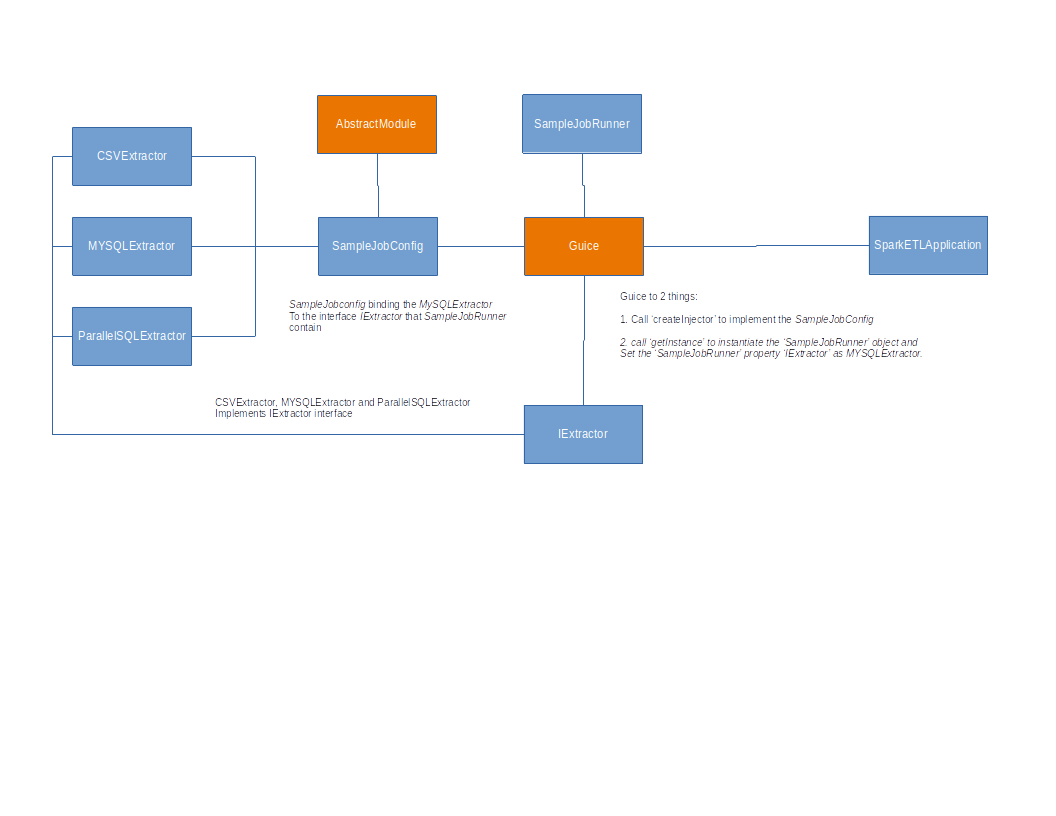 AbstractModule
SampleJobRunner
CSVExtractor
MYSQLExtractor
SampleJobConfig
Guice
SparkETLApplication
SampleJobconfig binding the MySQLExtractor
To the interface IExtractor that SampleJobRunner
contain
Guice to 2 things:
1. Call ‘createInjector’ to implement the SampleJobConfig
2. call ‘getInstance’ to instantiate the ‘SampleJobRunner’ object and
Set the ‘SampleJobRunner’ property ‘IExtractor’ as MYSQLExtractor.
ParallelSQLExtractor
CSVExtractor, MYSQLExtractor and ParallelSQLExtractor
Implements IExtractor interface
IExtractor